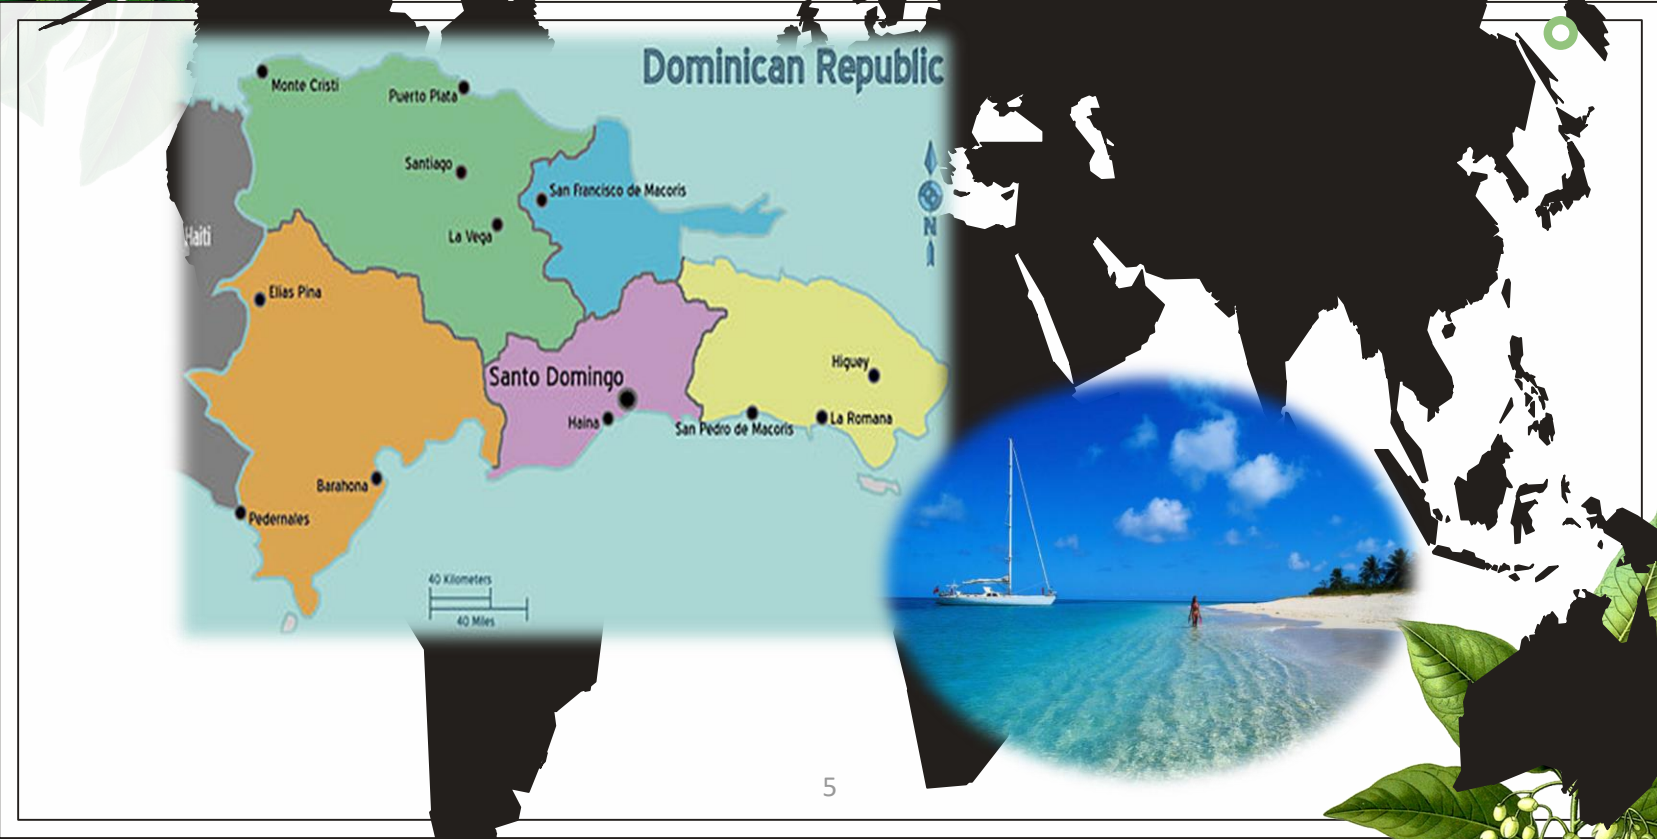 Dominican Republic
Monte Cristi
Puerto Plata
Santiago
San Francisco de Macoris
La Vega
Haiti
N
Elias Pina
Higuey
Santo Domingo
Haina
San Pedro de Macoris
La Romana
Barahona
Pedernales
40 Kilometers
40 Miles
5